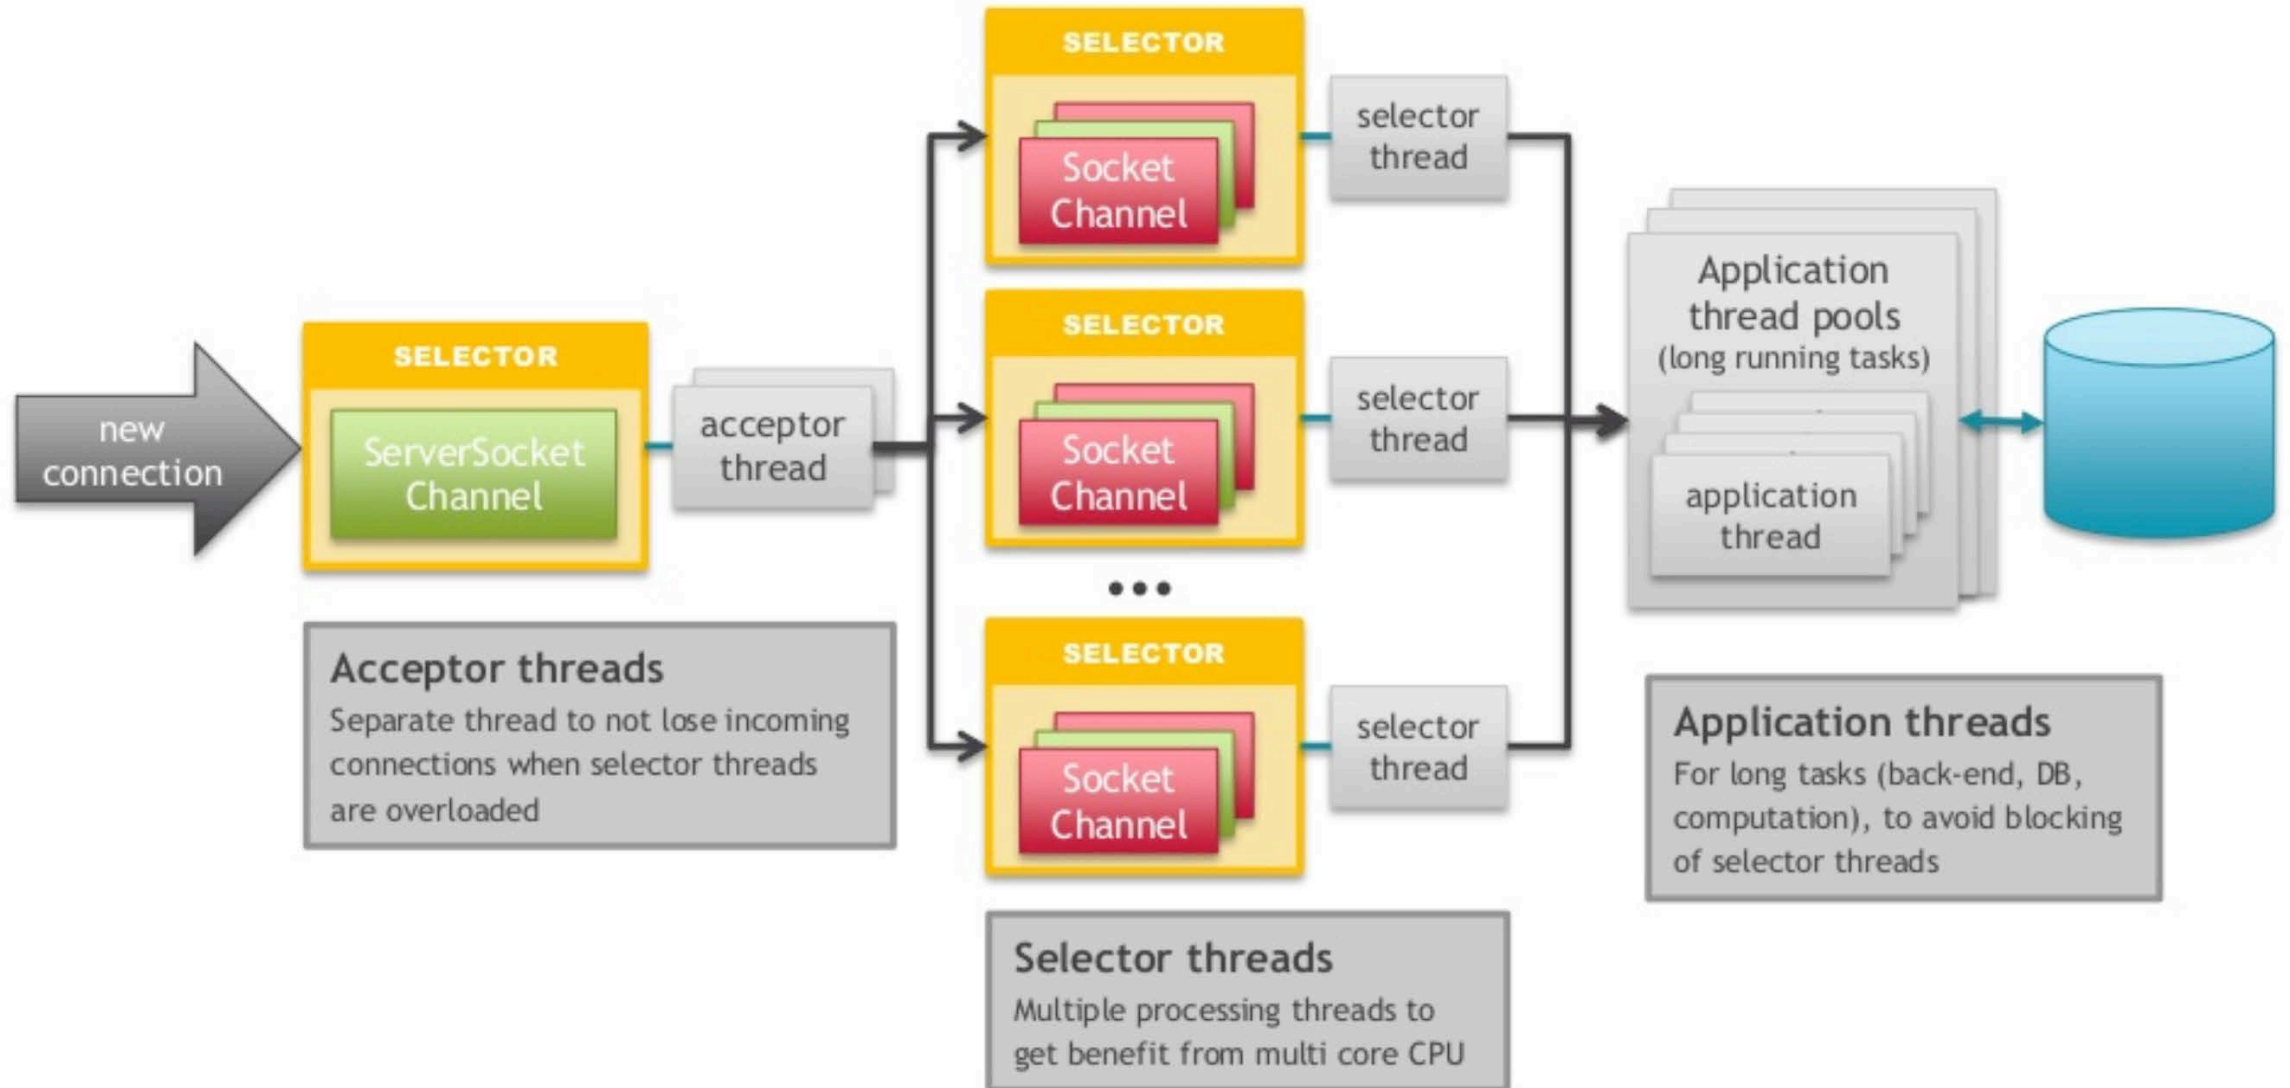 new
connection
SELECTOR
ServerSocket
Channel
acceptor
thread
Acceptor threads
Separate thread to not lose incoming
connections when selector threads
are overloaded
SELECTOR
Socket
Channel
selector
thread
SELECTOR
Socket
Channel
selector
thread
...
SELECTOR
Socket
Channel
selector
thread
Selector threads
Multiple processing threads to
get benefit from multi core CPU
Application
thread pools
(long running tasks)
application
thread
Application threads
For long tasks (back-end, DB,
computation), to avoid blocking
of selector threads